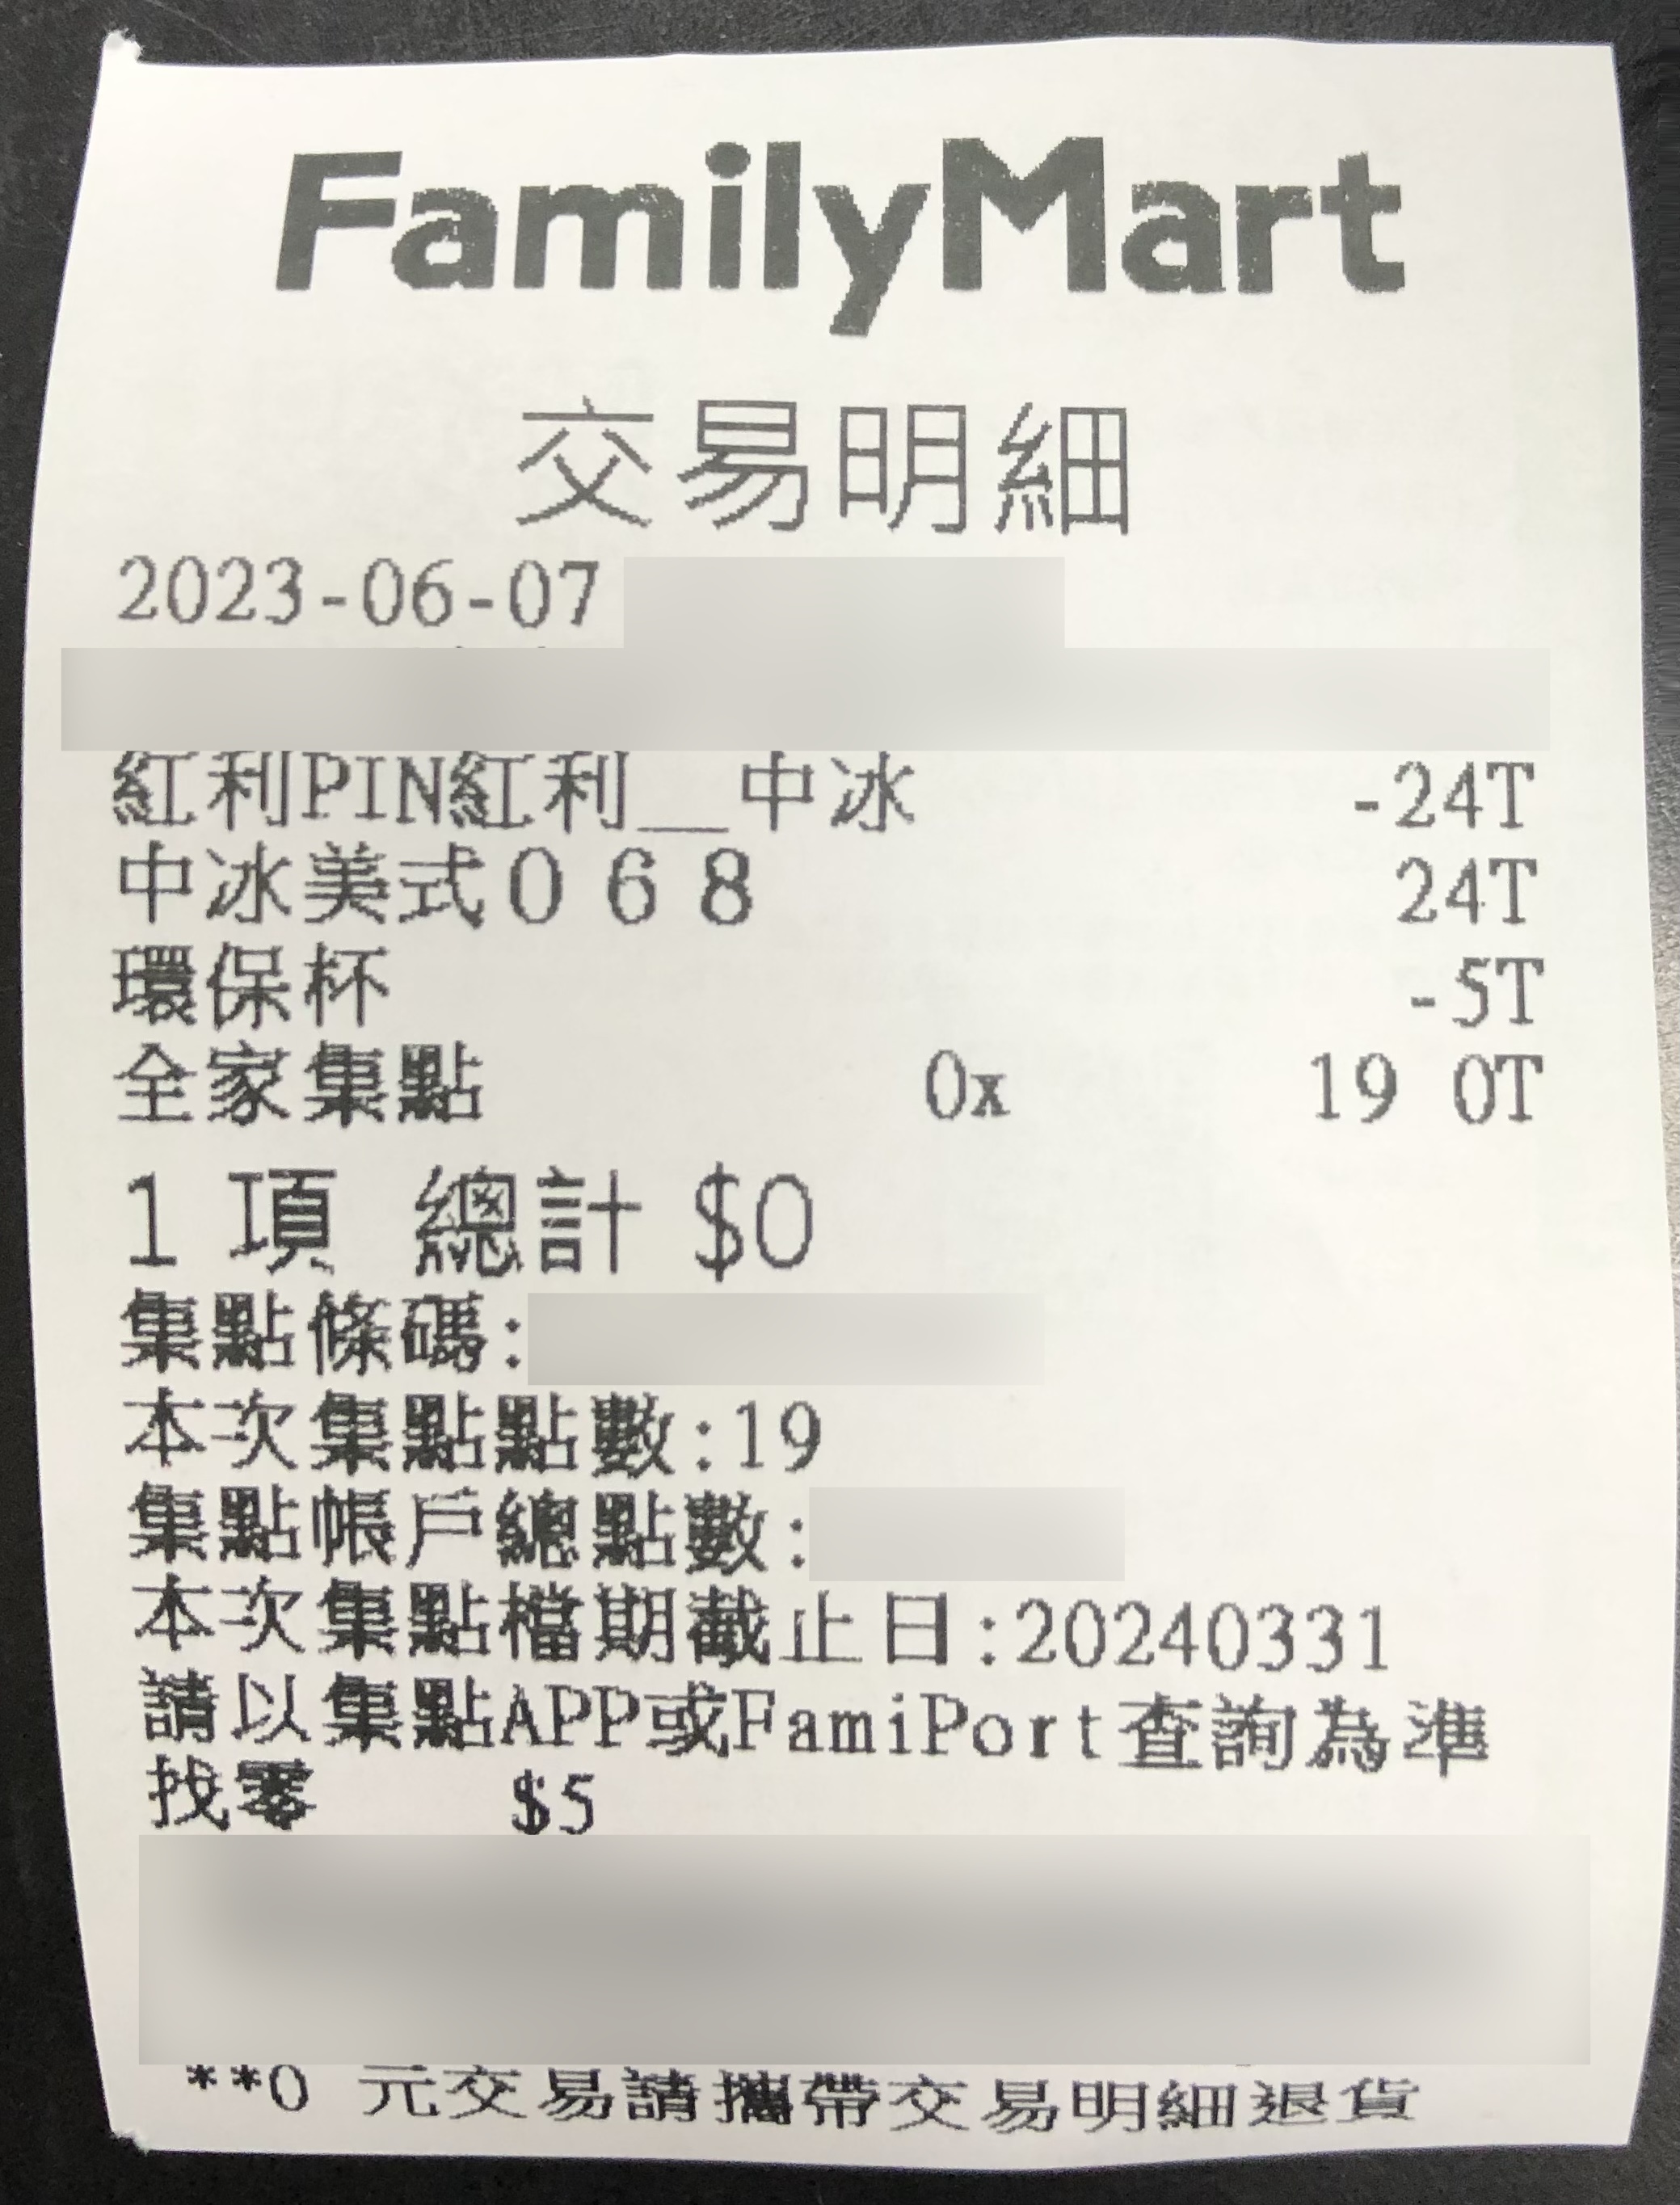 FamilyMart
交易明細
2023-06-07
紅利PIN紅利__中冰 -24T
中冰美式068 24T
環保杯 -5T
全家集點 0x 19 0T
1 項 總計 $0
集點條碼:
本次集點點數:19
集點帳戶總點數:
本次集點檔期截止日:20240331
請以集點APP或FamiPort查詢為準
找零 $5
**0 元交易請攜帶交易明細退貨